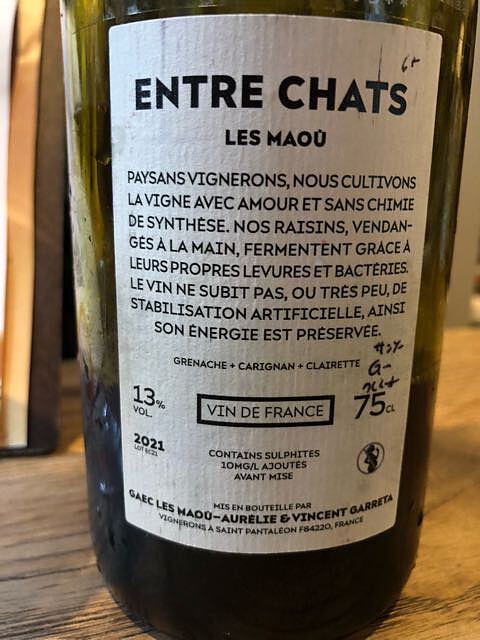 ENTRE CHATS
LES MAOÙ
PAYSANS VIGNERONS, NOUS CULTIVONS
LA VIGNE AVEC AMOUR ET SANS CHIMIE
DE SYNTHÈSE. NOS RAISINS, VENDAN-
GÉS À LA MAIN, FERMENTENT GRÂCE À
LEURS PROPRES LEVURES ET BACTÉRIES.
LE VIN NE SUBIT PAS, OU TRÈS PEU, DE
STABILISATION ARTIFICIELLE, AINSI
SON ÉNERGIE EST PRÉSERVÉE.
GRENACHE + CARIGNAN + CLAIRETTE
13%
VOL.
VIN DE FRANCE
75CL
2021
LOT EC21
CONTAINS SULPHITES
10MG/L AJOUTÉS
AVANT MISE
MIS EN BOUTEILLE PAR
GAEC LES MAOÙ–AURÉLIE & VINCENT GARRETA
VIGNERONS À SAINT PANTALÉON F84220, FRANCE